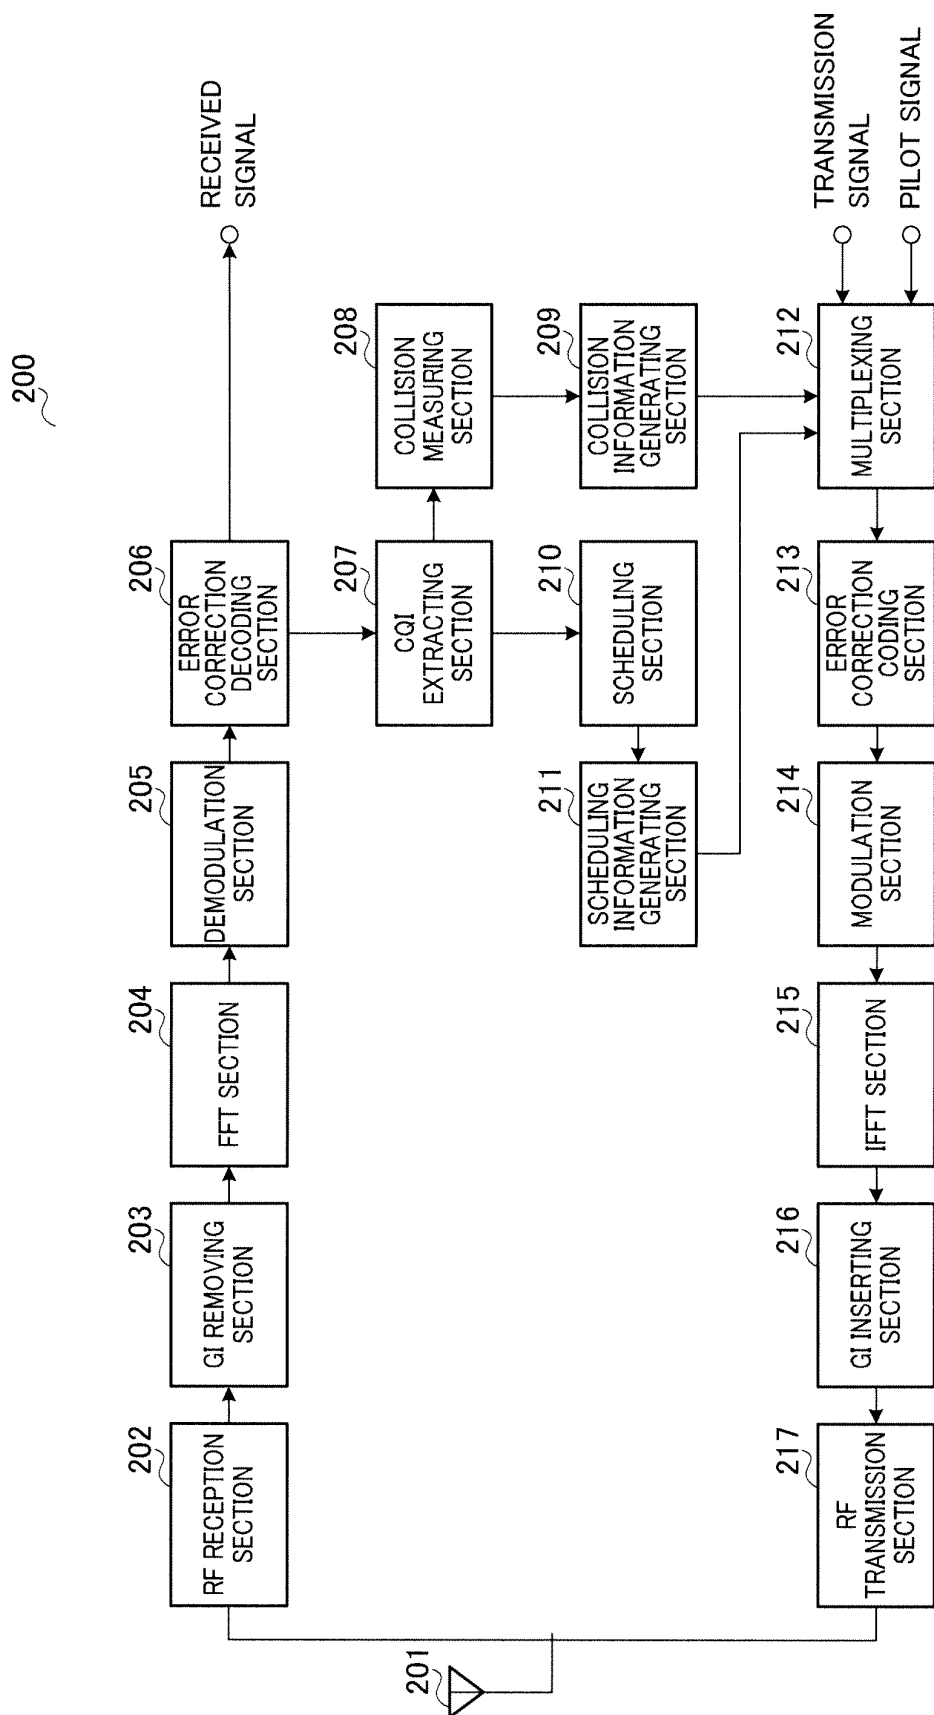 200
201
202
RF RECEPTION
SECTION
203
GI REMOVING
SECTION
204
FFT SECTION
205
DEMODULATION
SECTION
206
ERROR
CORRECTION
DECODING
SECTION
RECEIVED
SIGNAL
207
CQI
EXTRACTING
SECTION
208
COLLISION
MEASURING
SECTION
211
SCHEDULING
INFORMATION
GENERATING
SECTION
210
SCHEDULING
SECTION
209
COLLISION
INFORMATION
GENERATING
SECTION
217
RF
TRANSMISSION
SECTION
216
GI INSERTING
SECTION
215
IFFT SECTION
214
MODULATION
SECTION
213
ERROR
CORRECTION
CODING
SECTION
212
MULTIPLEXING
SECTION
TRANSMISSION
SIGNAL
PILOT SIGNAL